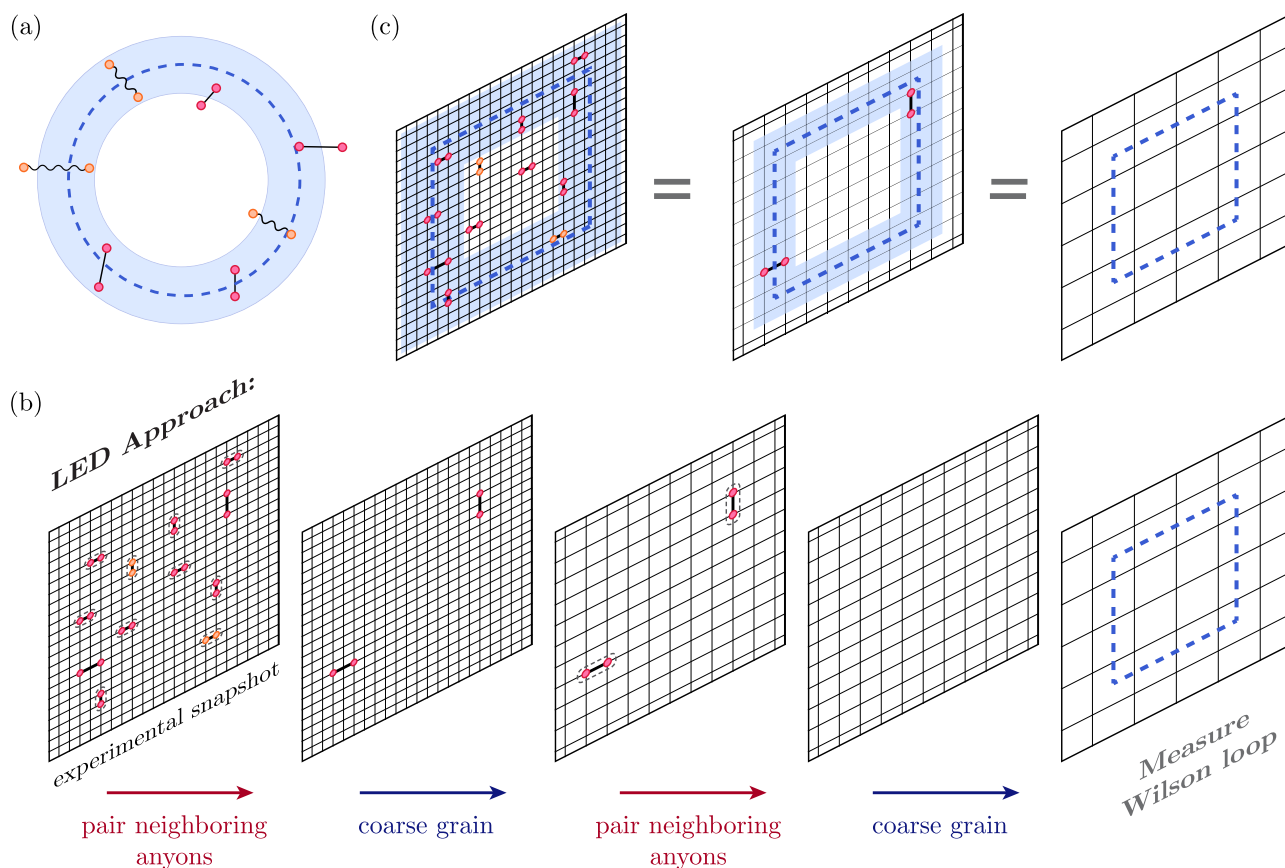 (a)
(c)
=
=
(b)
LED Approach:
experimental snapshot
Measure
Wilson loop
pair neighboring
anyons
coarse grain
pair neighboring
anyons
coarse grain